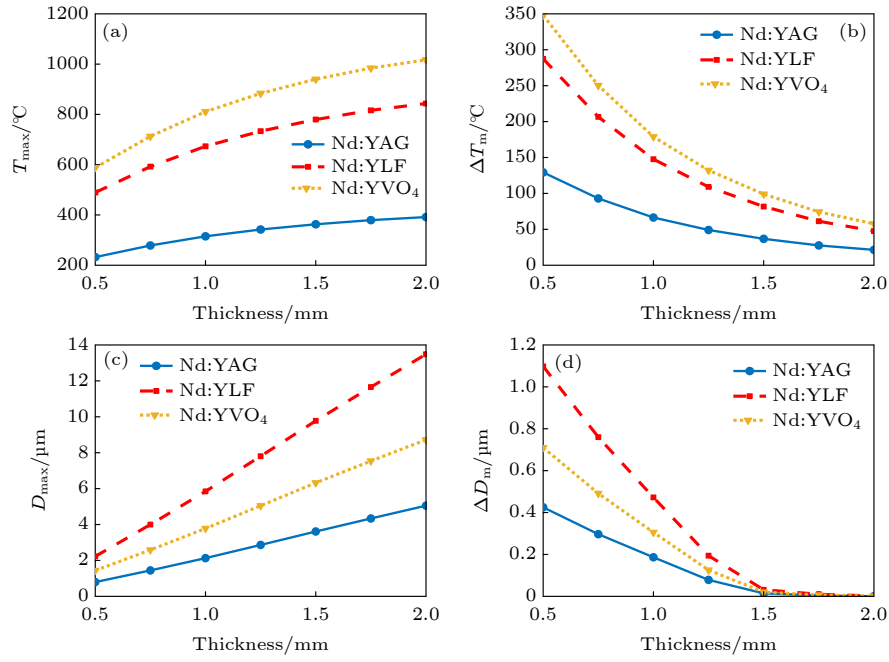 (a)
1200
1000
800
600
400
200
T_max/℃
Nd:YAG
Nd:YLF
Nd:YVO₄
0.5 1.0 1.5 2.0
Thickness/mm
(b)
350
300
250
200
150
100
50
0
ΔT_m/℃
Nd:YAG
Nd:YLF
Nd:YVO₄
0.5 1.0 1.5 2.0
Thickness/mm
(c)
14
12
10
8
6
4
2
0
D_max/µm
Nd:YAG
Nd:YLF
Nd:YVO₄
0.5 1.0 1.5 2.0
Thickness/mm
(d)
1.2
1.0
0.8
0.6
0.4
0.2
0
ΔD_m/µm
Nd:YAG
Nd:YLF
Nd:YVO₄
0.5 1.0 1.5 2.0
Thickness/mm